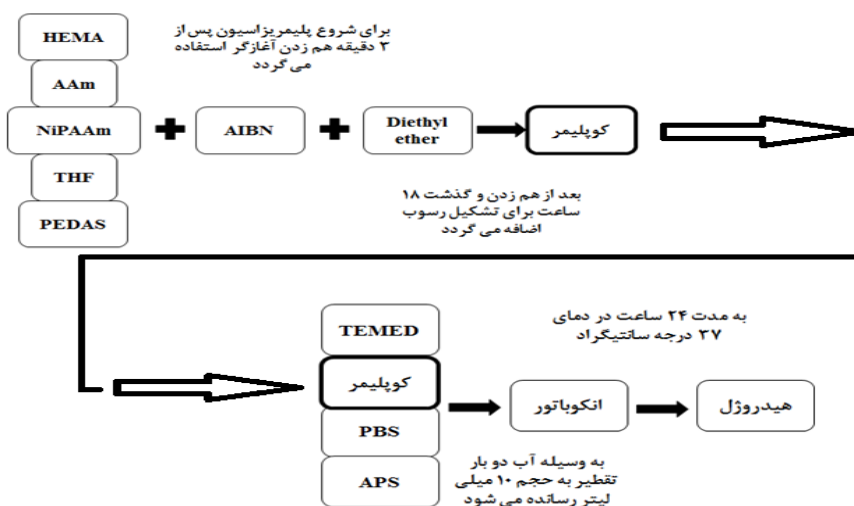 HEMA
AAm
NiPAAm
THF
PEDAS
برای شروع پلیمریزاسیون پس از
۳ دقیقه هم زدن آغازگر استفاده
می گردد
AIBN
Diethyl
ether
کوپلیمر
بعد از هم زدن و گذشت ۱۸
ساعت برای تشکیل رسوب
اضافه می گردد
TEMED
کوپلیمر
PBS
APS
به مدت ۲۴ ساعت در دمای
۳۷ درجه سانتیگراد
انکوباتور
هیدروژل
به وسیله آب دو بار
تقطیر به حجم ۱۰ میلی
لیتر رسانده می شود